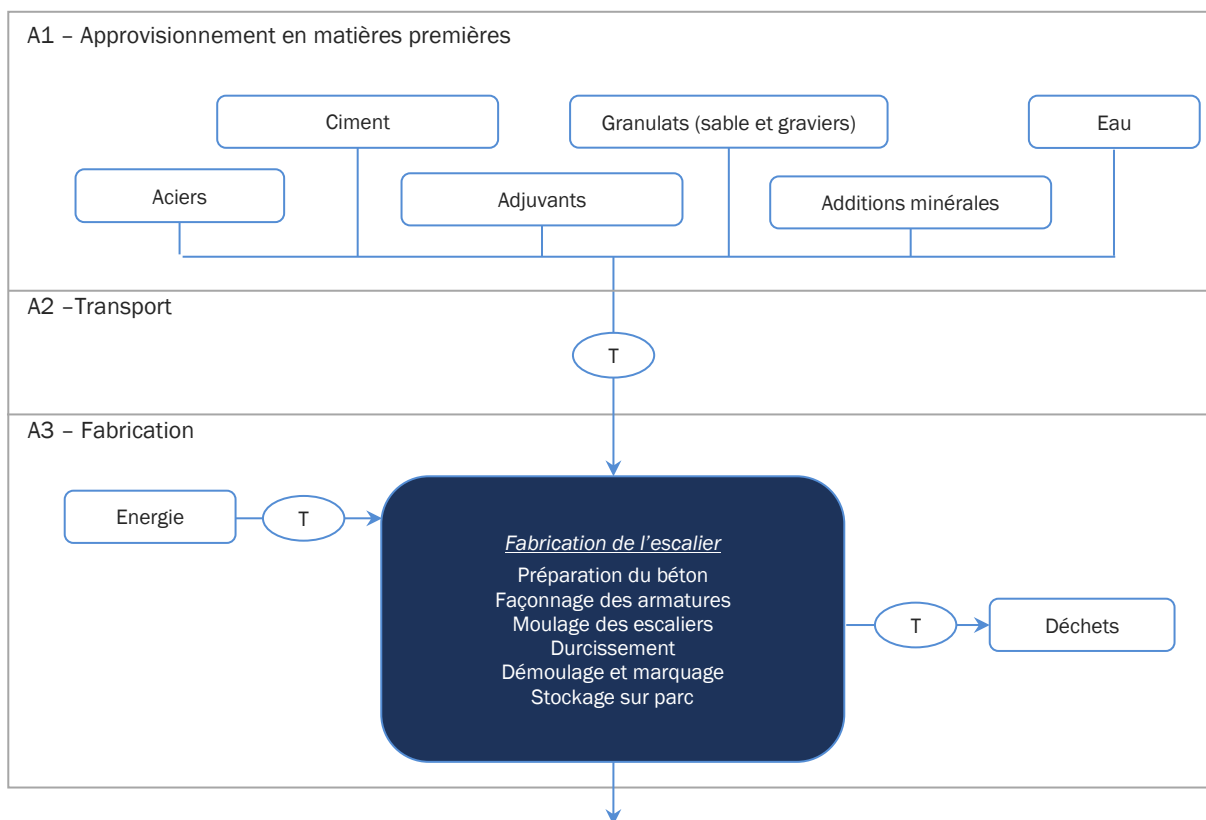 A1 – Approvisionnement en matières premières
Ciment
Granulats (sable et graviers)
Eau
Aciers
Adjuvants
Additions minérales
A2 –Transport
T
A3 – Fabrication
Energie
T
Fabrication de l'escalier
Préparation du béton
Façonnage des armatures
Moulage des escaliers
Durcissement
Démoulage et marquage
Stockage sur parc
T
Déchets